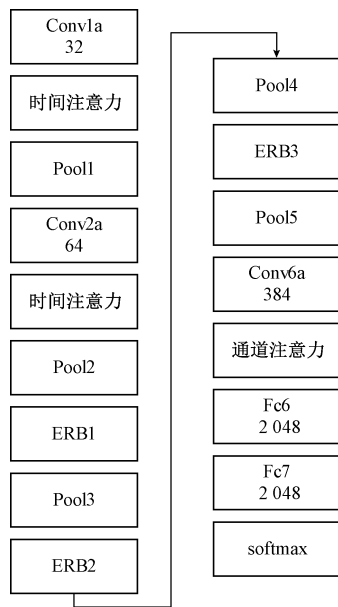 Conv1a
32
时间注意力
Pool1
Conv2a
64
时间注意力
Pool2
ERB1
Pool3
ERB2
Pool4
ERB3
Pool5
Conv6a
384
通道注意力
Fc6
2 048
Fc7
2 048
softmax